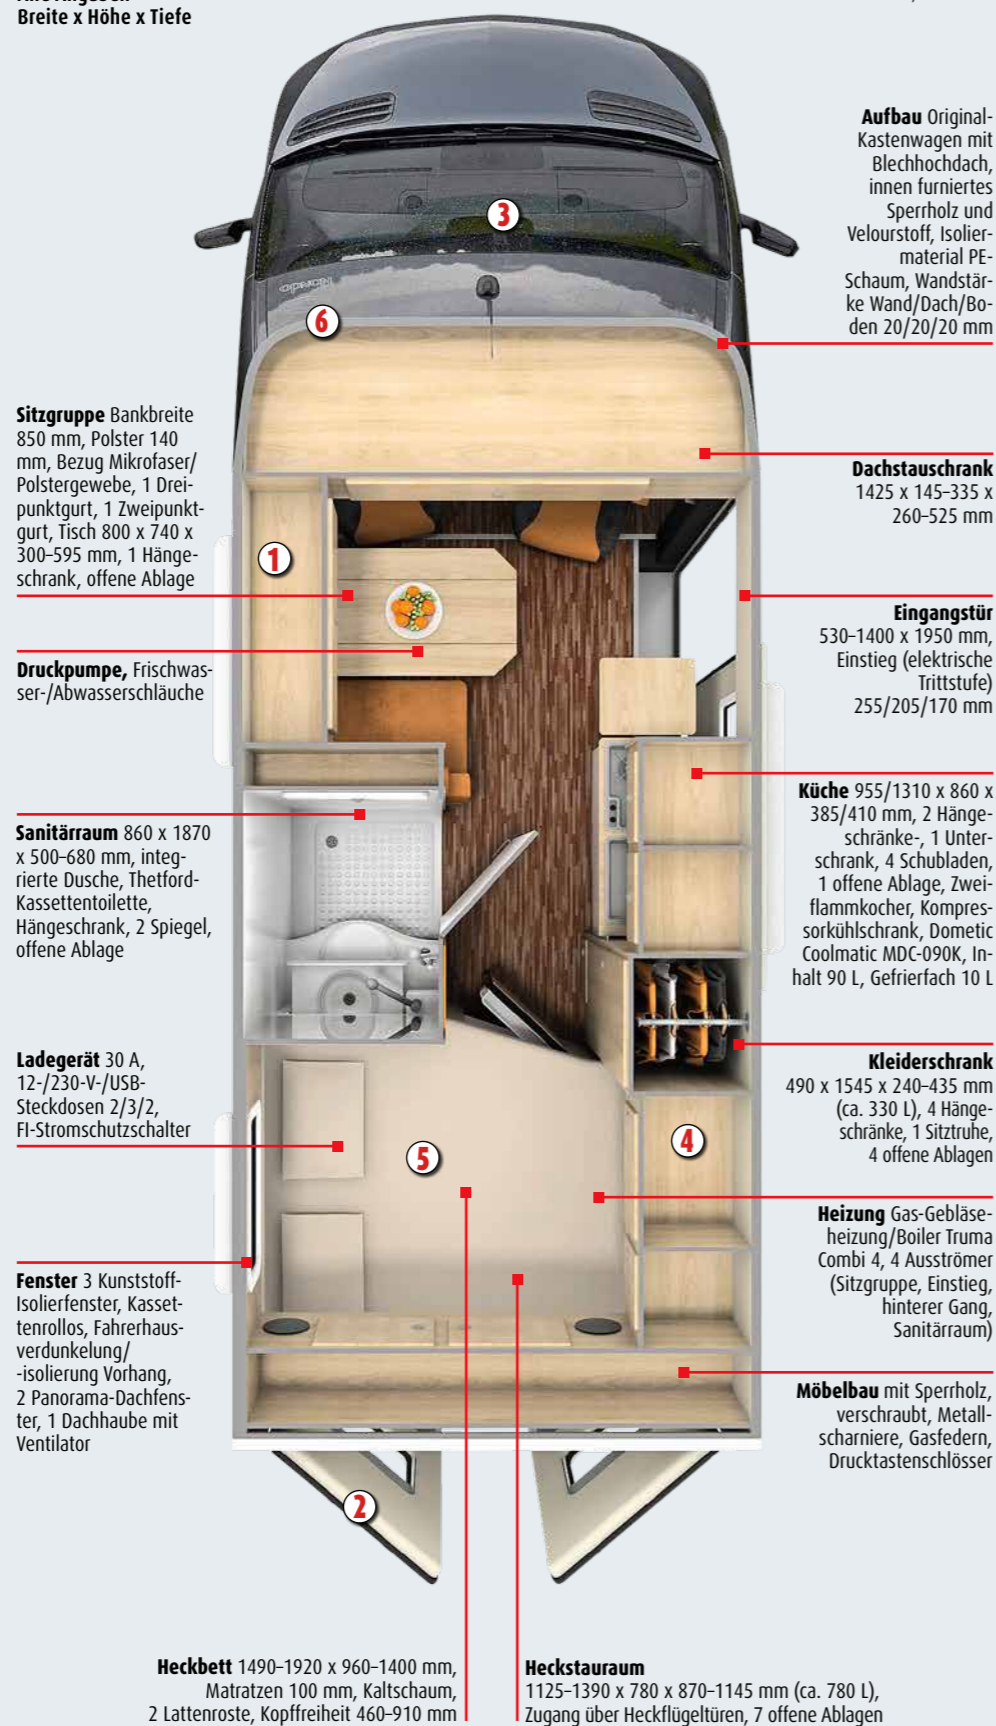 Breite x Höhe x Tiefe
3
Aufbau Original-
Kastenwagen mit
Blechhochdach,
innen furniertes
Sperrholz und
Velourstoff, Isolier-
material PE-
Schaum, Wandstär-
ke Wand/Dach/Bo-
den 20/20/20 mm
6
Sitzgruppe Bankbreite
850 mm, Polster 140
mm, Bezug Mikrofaser/
Polstergewebe, 1 Drei-
punktgurt, 1 Zweipunkt-
gurt, Tisch 800 x 740 x
300–595 mm, 1 Hänge-
schrank, offene Ablage
Dachstauschrank
1425 x 145–335 x
260–525 mm
1
Eingangstür
530–1400 x 1950 mm,
Einstieg (elektrische
Trittstufe)
255/205/170 mm
Druckpumpe, Frischwas-
ser-/Abwasserschläuche
Küche 955/1310 x 860 x
385/410 mm, 2 Hänge-
schränke-, 1 Unter-
schrank, 4 Schubladen,
1 offene Ablage, Zwei-
flammkocher, Kompres-
sorkühlschrank, Dometic
Coolmatic MDC-090K, In-
halt 90 L, Gefrierfach 10 L
Sanitärraum 860 x 1870
x 500–680 mm, integ-
rierte Dusche, Thetford-
Kassettentoilette,
Hängeschrank, 2 Spiegel,
offene Ablage
Ladegerät 30 A,
12-/230-V-/USB-
Steckdosen 2/3/2,
FI-Stromschutzschalter
Kleiderschrank
490 x 1545 x 240–435 mm
(ca. 330 L), 4 Hänge-
schränke, 1 Sitztruhe,
4 offene Ablagen
5
4
Heizung Gas-Gebläse-
heizung/Boiler Truma
Combi 4, 4 Ausströmer
(Sitzgruppe, Einstieg,
hinterer Gang,
Sanitärraum)
Fenster 3 Kunststoff-
Isolierfenster, Kasset-
tenrollos, Fahrerhaus-
verdunkelung/
-isolierung Vorhang,
2 Panorama-Dachfens-
ter, 1 Dachhaube mit
Ventilator
Möbelbau mit Sperrholz,
verschraubt, Metall-
scharniere, Gasfedern,
Drucktastenschlösser
2
Heckbett 1490–1920 x 960–1400 mm,
Matratzen 100 mm, Kaltschaum,
2 Lattenroste, Kopffreiheit 460–910 mm
Heckstauraum
1125–1390 x 780 x 870–1145 mm (ca. 780 L),
Zugang über Heckflügeltüren, 7 offene Ablagen